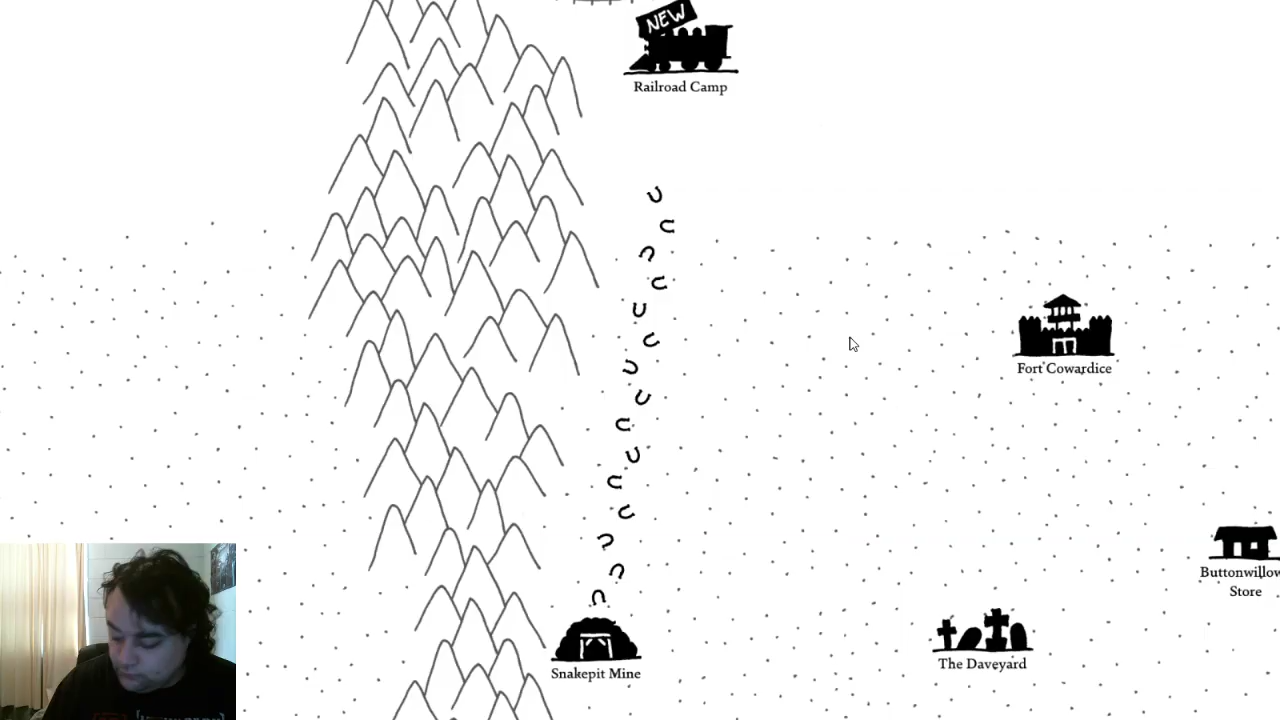 NEW
Railroad Camp
Fort Cowardice
Buttonwillow
Store
The Daveyard
Snakepit Mine